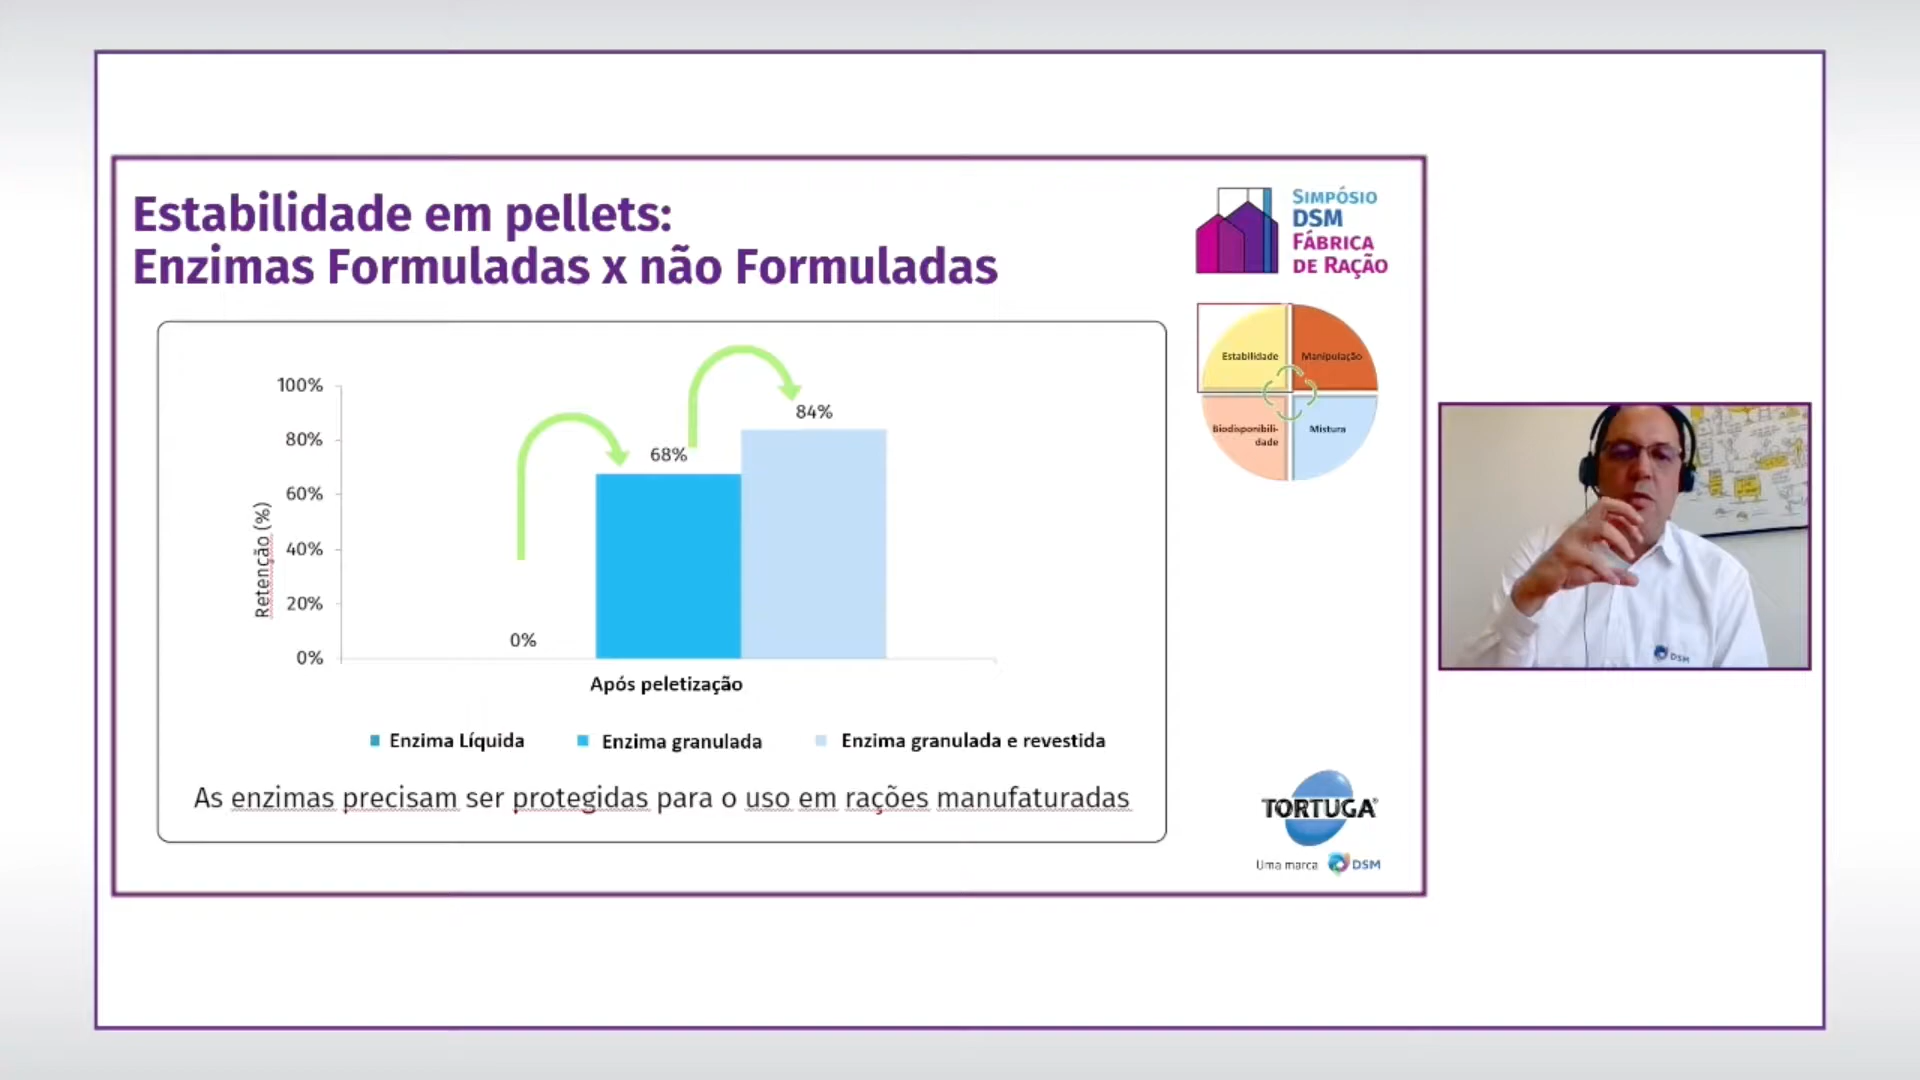 Estabilidade em pellets:
Enzimas Formuladas x não Formuladas
SIMPÓSIO
DSM
FÁBRICA
DE RAÇÃO
Estabilidade
Manipulação
Biodisponibili-
dade
Mistura
Retenção (%)
100%
80%
60%
40%
20%
0%
0%
68%
84%
Após peletização
Enzima Líquida
Enzima granulada
Enzima granulada e revestida
As enzimas precisam ser protegidas para o uso em rações manufaturadas
TORTUGA
Uma marca DSM
DSM